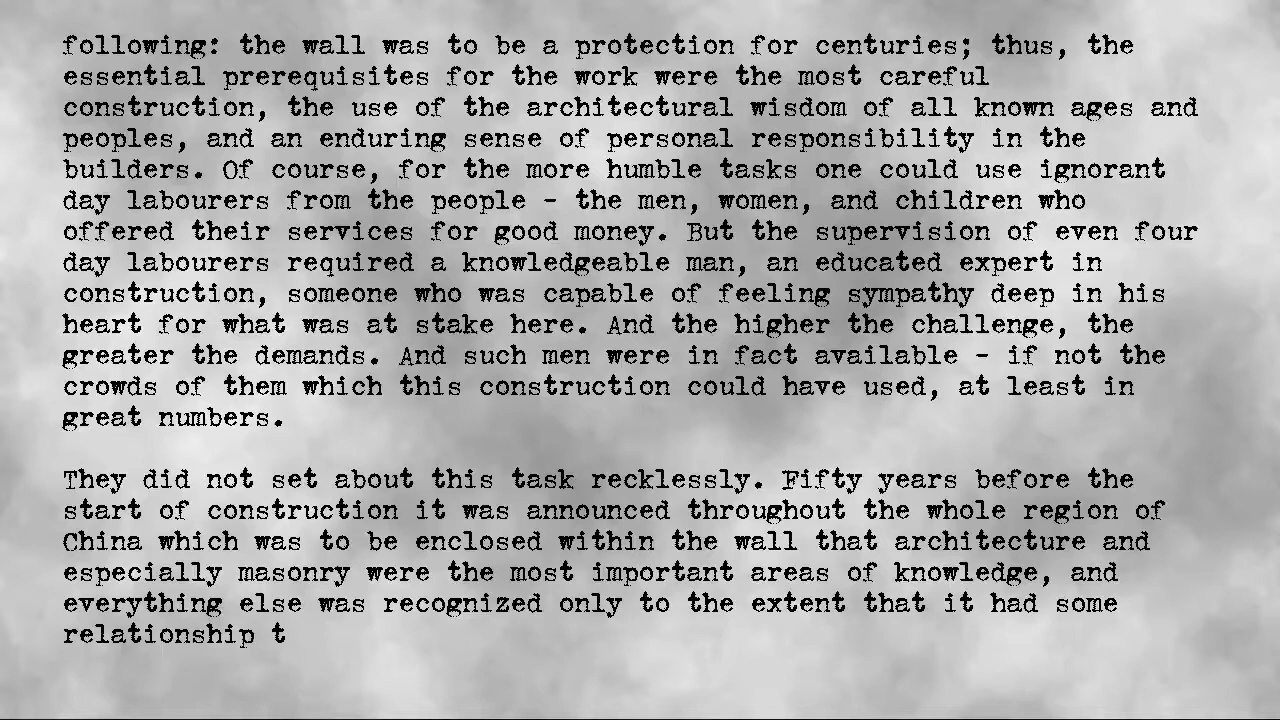 following: the wall was to be a protection for centuries; thus, the
essential prerequisites for the work were the most careful
construction, the use of the architectural wisdom of all known ages and
peoples, and an enduring sense of personal responsibility in the
builders. Of course, for the more humble tasks one could use ignorant
day labourers from the people - the men, women, and children who
offered their services for good money. But the supervision of even four
day labourers required a knowledgeable man, an educated expert in
construction, someone who was capable of feeling sympathy deep in his
heart for what was at stake here. And the higher the challenge, the
greater the demands. And such men were in fact available - if not the
crowds of them which this construction could have used, at least in
great numbers.

They did not set about this task recklessly. Fifty years before the
start of construction it was announced throughout the whole region of
China which was to be enclosed within the wall that architecture and
especially masonry were the most important areas of knowledge, and
everything else was recognized only to the extent that it had some
relationship t